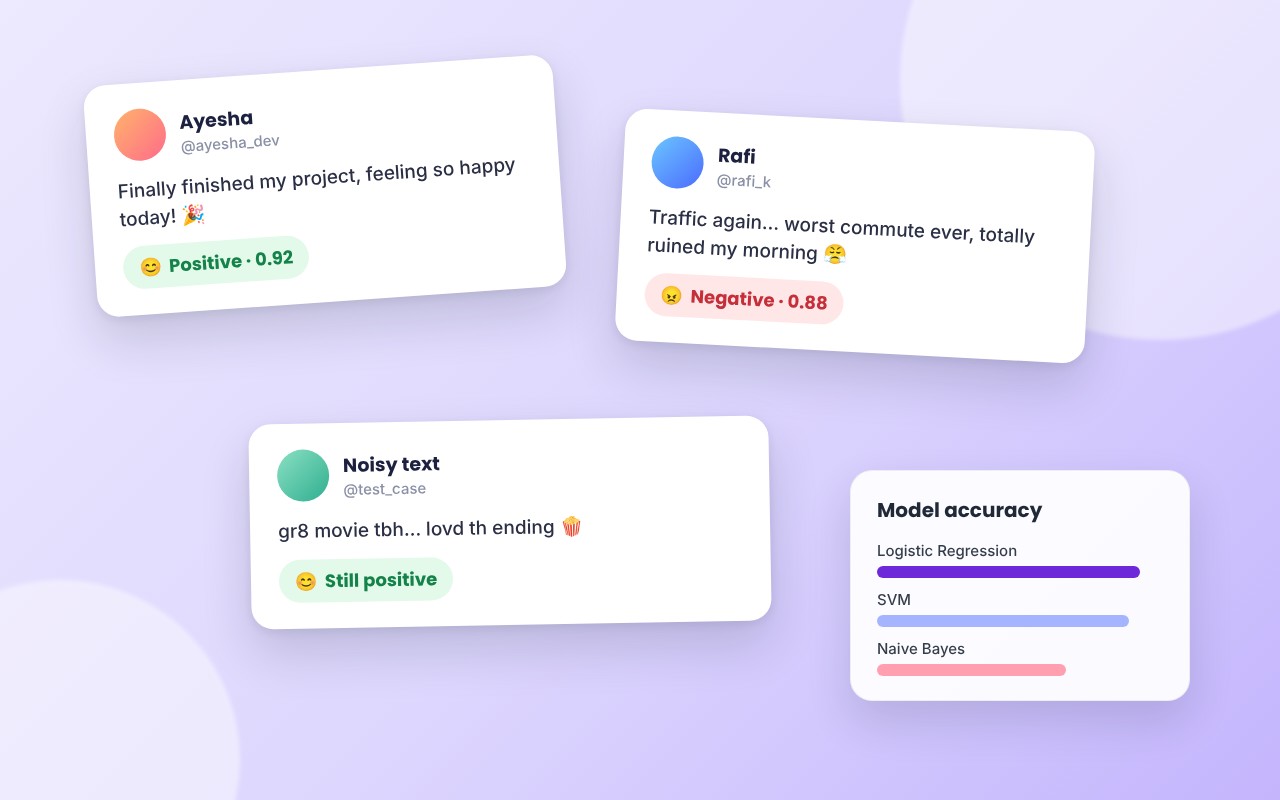 Ayesha
@ayesha_dev
Finally finished my project, feeling so happy
today! 🎉
😊 Positive · 0.92
Rafi
@rafi_k
Traffic again... worst commute ever, totally
ruined my morning 😤
😠 Negative · 0.88
Noisy text
@test_case
gr8 movie tbh... lovd th ending 🍿
😊 Still positive
Model accuracy
Logistic Regression
SVM
Naive Bayes